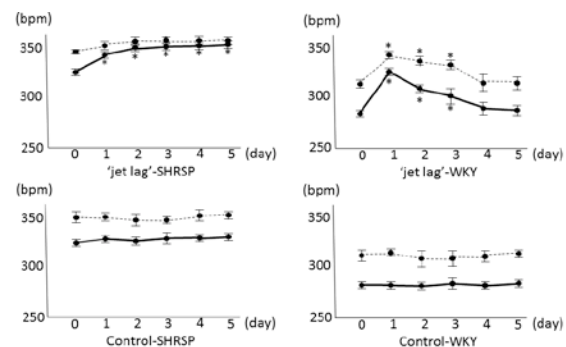 (bpm)
350
300
250
0 1 2 3 4 5 (day)
'jet lag'-SHRSP
* * * * *
(bpm)
350
300
250
0 1 2 3 4 5 (day)
'jet lag'-WKY
* * *
* * *
(bpm)
350
300
250
0 1 2 3 4 5 (day)
Control-SHRSP
(bpm)
350
300
250
0 1 2 3 4 5 (day)
Control-WKY